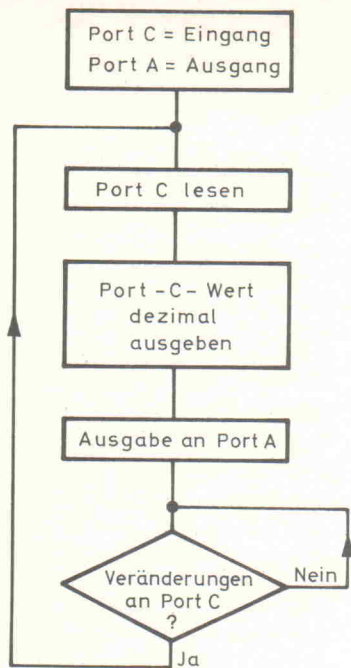 Port C = Eingang
Port A = Ausgang
Port C lesen
Port -C- Wert
dezimal
ausgeben
Ausgabe an Port A
Veränderungen
an Port C
?
Nein
Ja